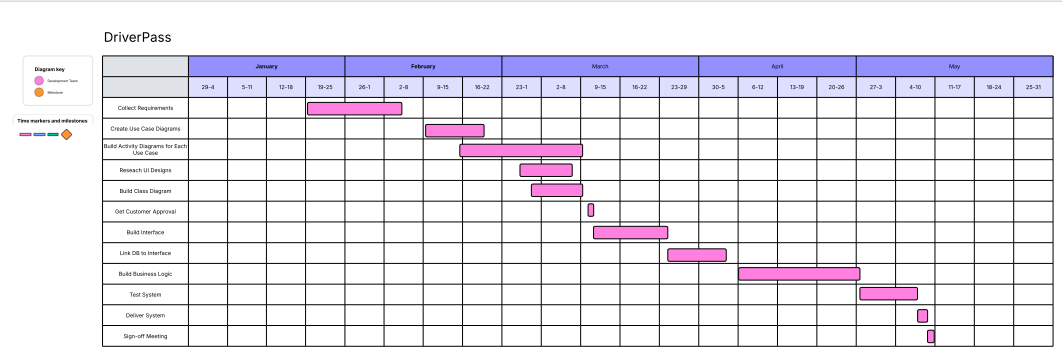 DriverPass
Diagram key
Development Team
Milestone
Time markers and milestones
January February March April May
29-4 5-11 12-18 19-25 26-1 2-8 9-15 16-22 23-1 2-8 9-15 16-22 23-29 30-5 6-12 13-19 20-26 27-3 4-10 11-17 18-24 25-31
Collect Requirements
Create Use Case Diagrams
Build Activity Diagrams for Each
Use Case
Reseach UI Designs
Build Class Diagram
Get Customer Approval
Build Interface
Link DB to Interface
Build Business Logic
Test System
Deliver System
Sign-off Meeting